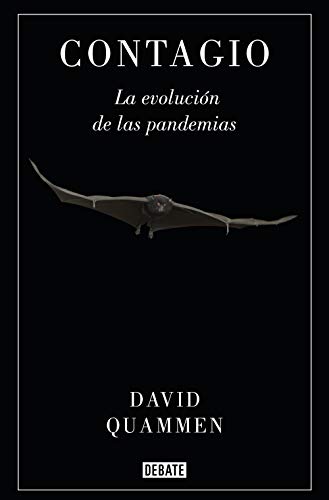 CONTAGIO
La evolución
de las pandemias
DAVID
QUAMMEN
DEBATE